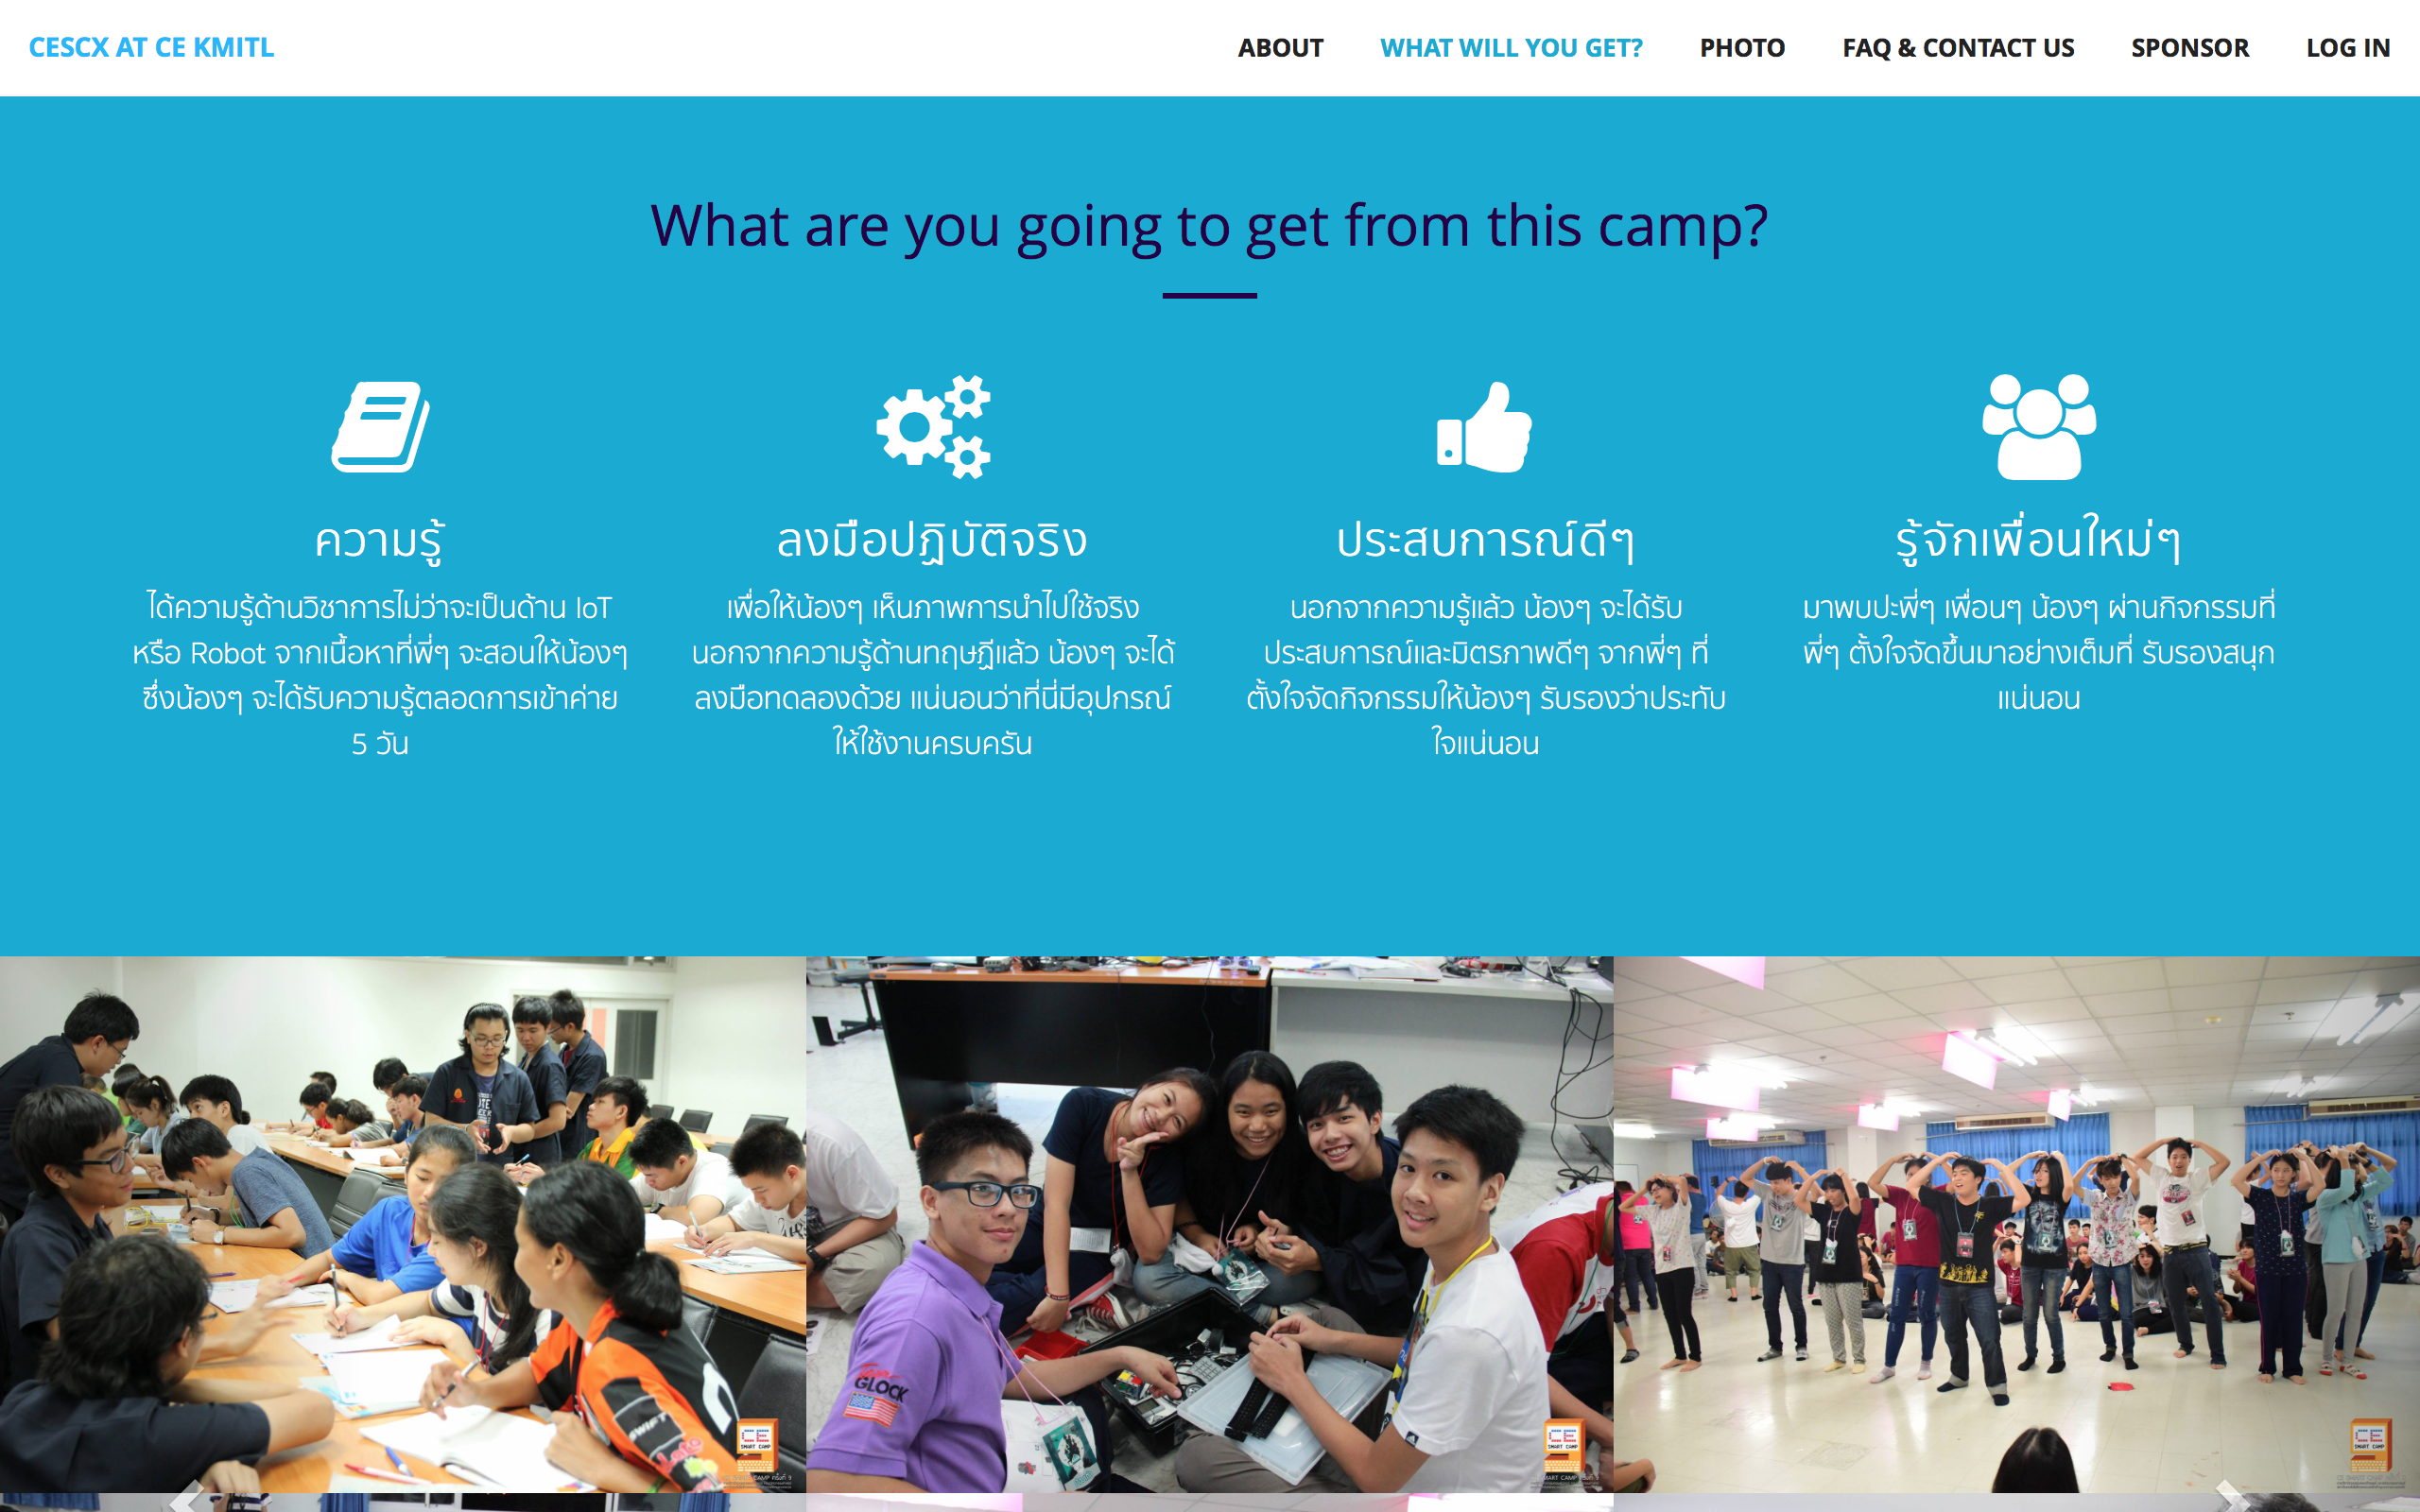 CESCX AT CE KMITL
ABOUT
WHAT WILL YOU GET?
PHOTO
FAQ & CONTACT US
SPONSOR
LOG IN
What are you going to get from this camp?
ความรู้
ได้ความรู้ด้านวิชาการไม่ว่าจะเป็นด้าน IoT
หรือ Robot จากเนื้อหาที่พี่ๆ จะสอนให้น้องๆ
ซึ่งน้องๆ จะได้รับความรู้ตลอดการเข้าค่าย
5 วัน
ลงมือปฏิบัติจริง
เพื่อให้น้องๆ เห็นภาพการนำไปใช้จริง
นอกจากความรู้ด้านทฤษฎีแล้ว น้องๆ จะได้
ลงมือทดลองด้วย แน่นอนว่าที่นี่มีอุปกรณ์
ให้ใช้งานครบครัน
ประสบการณ์ดีๆ
นอกจากความรู้แล้ว น้องๆ จะได้รับ
ประสบการณ์และมิตรภาพดีๆ จากพี่ๆ ที่
ตั้งใจจัดกิจกรรมให้น้องๆ รับรองว่าประทับ
ใจแน่นอน
รู้จักเพื่อนใหม่ๆ
มาพบปะพี่ๆ เพื่อนๆ น้องๆ ผ่านกิจกรรมที่
พี่ๆ ตั้งใจจัดขึ้นมาอย่างเต็มที่ รับรองสนุก
แน่นอน
SWIFT
CE
SMART CAMP
GLOCK
CE
SMART CAMP
CE
SMART CAMP